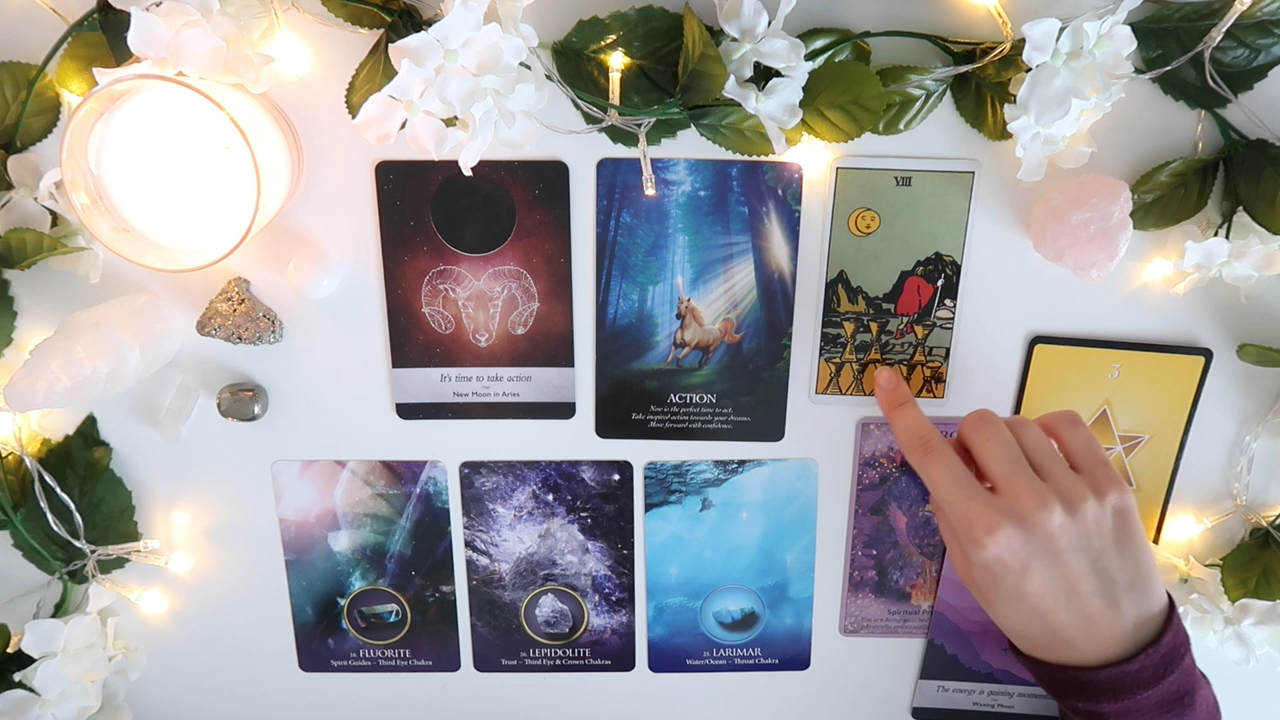 It's time to take action
New Moon in Aries
ACTION
Now is the perfect time to act.
Take inspired action towards your dreams.
Move forward with confidence.
VIII
3
16. FLUORITE
Spirit Guides – Third Eye Chakra
26. LEPIDOLITE
Trust – Third Eye & Crown Chakras
25. LARIMAR
Water/Ocean – Throat Chakra
Spiritual
The energy is gaining
Waxing Moon